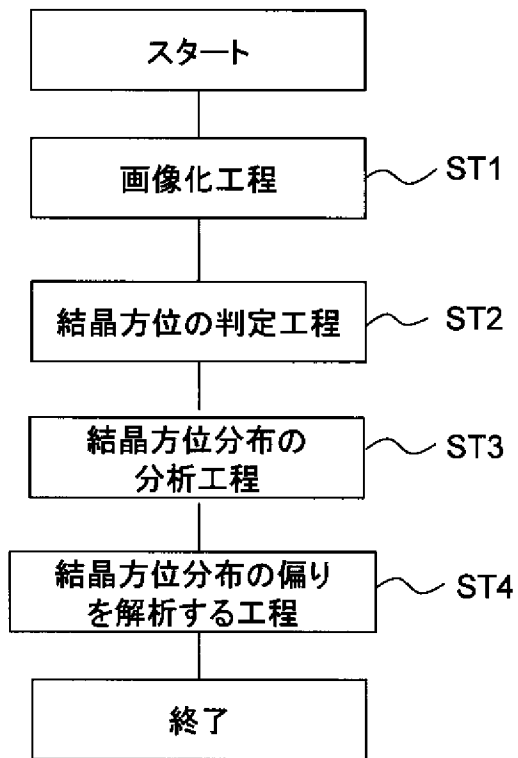 スタート
画像化工程
ST1
結晶方位の判定工程
ST2
結晶方位分布の
分析工程
ST3
結晶方位分布の偏り
を解析する工程
ST4
終了